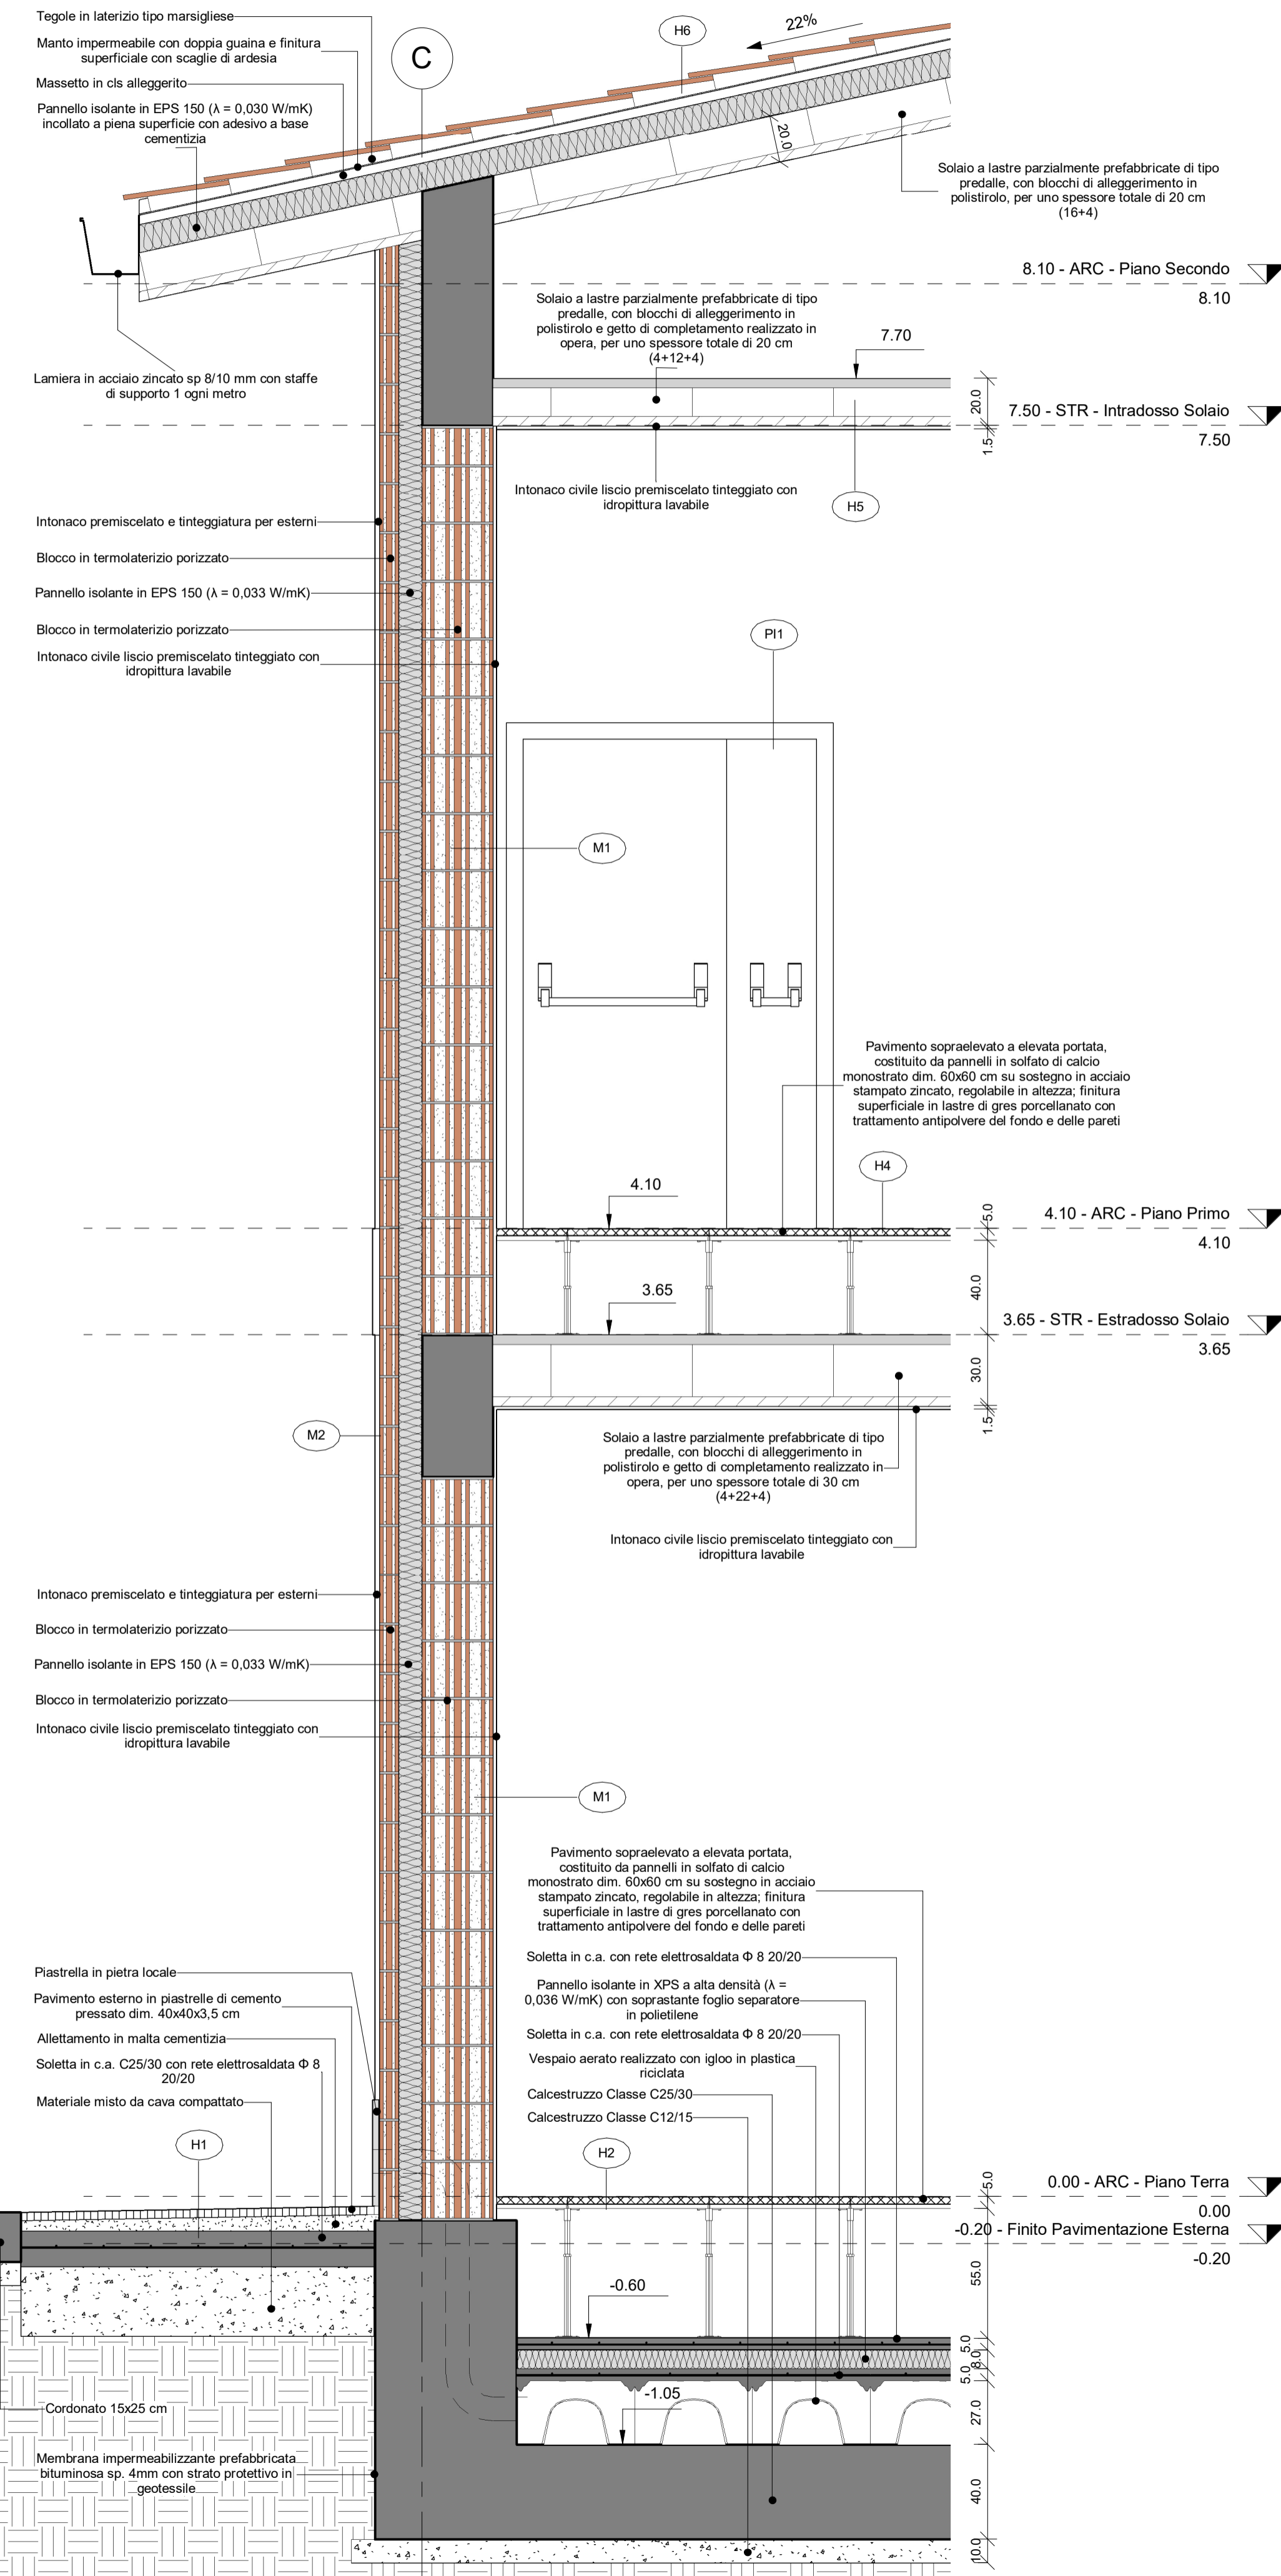 Tegole in laterizio tipo marsigliese
Manto impermeabile con doppia guaina e finitura
superficiale con scaglie di ardesia
Massetto in cls alleggerito
Pannello isolante in EPS 150 (λ = 0,030 W/mK)
incollato a piena superficie con adesivo a base
cementizia
C
H6
22%
20.0
Solaio a lastre parzialmente prefabbricate di tipo
predalle, con blocchi di alleggerimento in
polistirolo, per uno spessore totale di 20 cm
(16+4)
8.10 - ARC - Piano Secondo
8.10
Solaio a lastre parzialmente prefabbricate di tipo
predalle, con blocchi di alleggerimento in
polistirolo e getto di completamento realizzato in
opera, per uno spessore totale di 20 cm
(4+12+4)
7.70
Lamiera in acciaio zincato sp 8/10 mm con staffe
di supporto 1 ogni metro
20.0
7.50 - STR - Intradosso Solaio
7.50
1.5
Intonaco civile liscio premiscelato tinteggiato con
idropittura lavabile
H5
Intonaco premiscelato e tinteggiatura per esterni
Blocco in termolaterizio porizzato
Pannello isolante in EPS 150 (λ = 0,033 W/mK)
Blocco in termolaterizio porizzato
Intonaco civile liscio premiscelato tinteggiato con
idropittura lavabile
PI1
M1
Pavimento sopraelevato a elevata portata,
costituito da pannelli in solfato di calcio
monostrato dim. 60x60 cm su sostegno in acciaio
stampato zincato, regolabile in altezza; finitura
superficiale in lastre di gres porcellanato con
trattamento antipolvere del fondo e delle pareti
H4
4.10
5.0
4.10 - ARC - Piano Primo
4.10
40.0
3.65
3.65 - STR - Estradosso Solaio
3.65
30.0
1.5
M2
Solaio a lastre parzialmente prefabbricate di tipo
predalle, con blocchi di alleggerimento in
polistirolo e getto di completamento realizzato in
opera, per uno spessore totale di 30 cm
(4+22+4)
Intonaco civile liscio premiscelato tinteggiato con
idropittura lavabile
Intonaco premiscelato e tinteggiatura per esterni
Blocco in termolaterizio porizzato
Pannello isolante in EPS 150 (λ = 0,033 W/mK)
Blocco in termolaterizio porizzato
Intonaco civile liscio premiscelato tinteggiato con
idropittura lavabile
M1
Pavimento sopraelevato a elevata portata,
costituito da pannelli in solfato di calcio
monostrato dim. 60x60 cm su sostegno in acciaio
stampato zincato, regolabile in altezza; finitura
superficiale in lastre di gres porcellanato con
trattamento antipolvere del fondo e delle pareti
Soletta in c.a. con rete elettrosaldata Φ 8 20/20
Pannello isolante in XPS a alta densità (λ =
0,036 W/mK) con soprastante foglio separatore
in polietilene
Soletta in c.a. con rete elettrosaldata Φ 8 20/20
Vespaio aerato realizzato con igloo in plastica
riciclata
Calcestruzzo Classe C25/30
Calcestruzzo Classe C12/15
Piastrella in pietra locale
Pavimento esterno in piastrelle di cemento
pressato dim. 40x40x3,5 cm
Allettamento in malta cementizia
Soletta in c.a. C25/30 con rete elettrosaldata Φ 8
20/20
Materiale misto da cava compattato
H1
H2
5.0
0.00 - ARC - Piano Terra
0.00
-0.20 - Finito Pavimentazione Esterna
-0.20
55.0
-0.60
5.0
8.0
5.0
-1.05
27.0
Cordonato 15x25 cm
Membrana impermeabilizzante prefabbricata
bituminosa sp. 4mm con strato protettivo in
geotessile
40.0
10.0